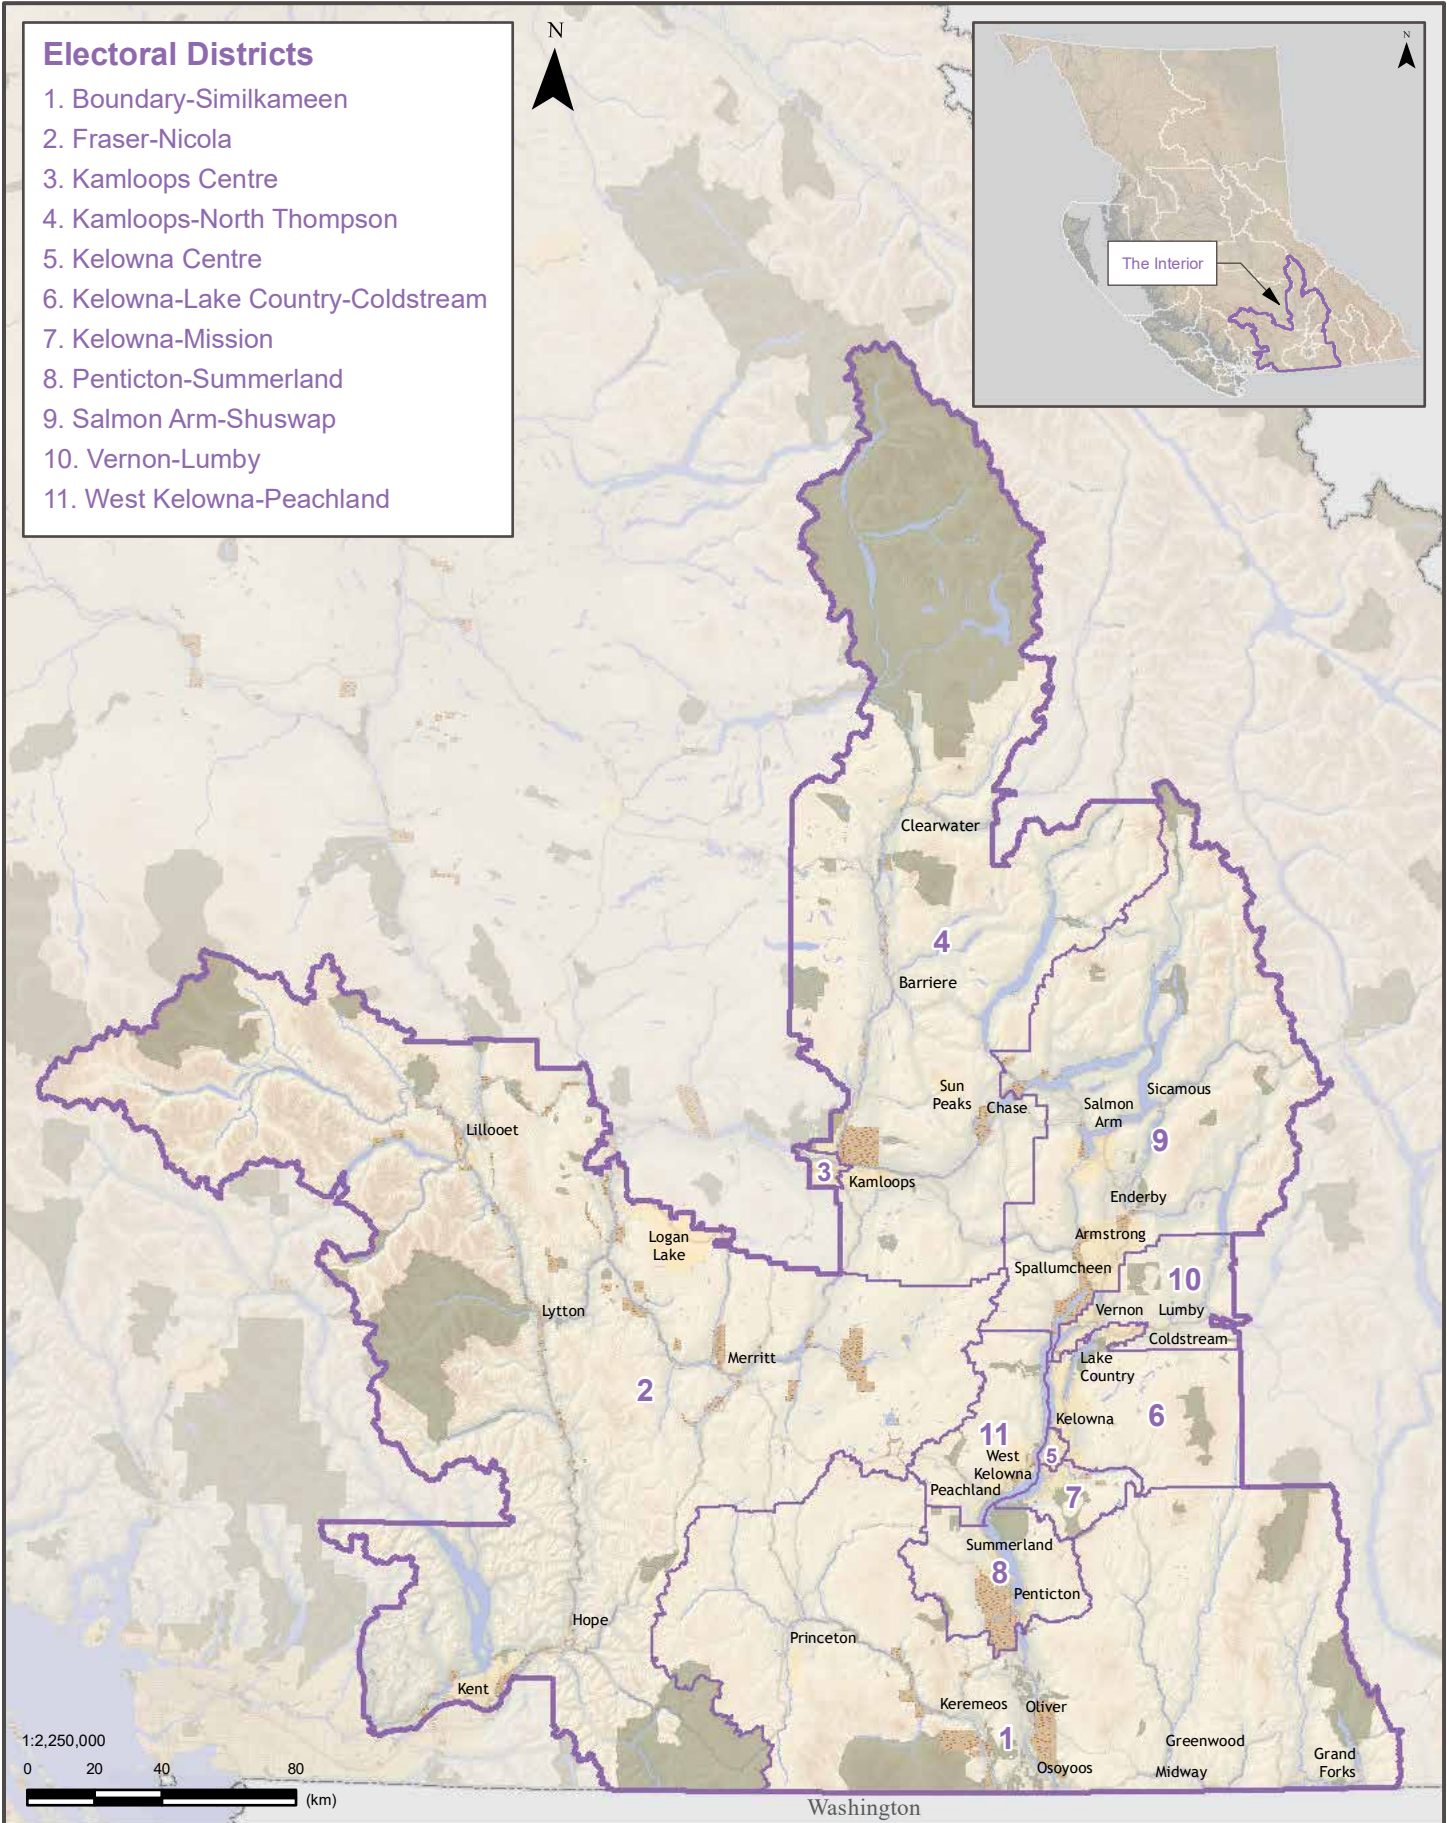 Electoral Districts
1. Boundary-Similkameen
2. Fraser-Nicola
3. Kamloops Centre
4. Kamloops-North Thompson
5. Kelowna Centre
6. Kelowna-Lake Country-Coldstream
7. Kelowna-Mission
8. Penticton-Summerland
9. Salmon Arm-Shuswap
10. Vernon-Lumby
11. West Kelowna-Peachland
N
N
The Interior
Clearwater
4
Barriere
Sun
Peaks
Chase
Sicamous
Salmon
Arm
9
Lillooet
3
Kamloops
Enderby
Armstrong
Logan
Lake
Spallumcheen
10
Lytton
Vernon
Lumby
Coldstream
Merritt
Lake
Country
2
Kelowna
6
11
West
Kelowna
5
Peachland
7
Summerland
8
Penticton
Hope
Princeton
Kent
Keremeos
Oliver
1
Greenwood
Osoyoos
Midway
Grand
Forks
1:2,250,000
0 20 40 80
(km)
Washington